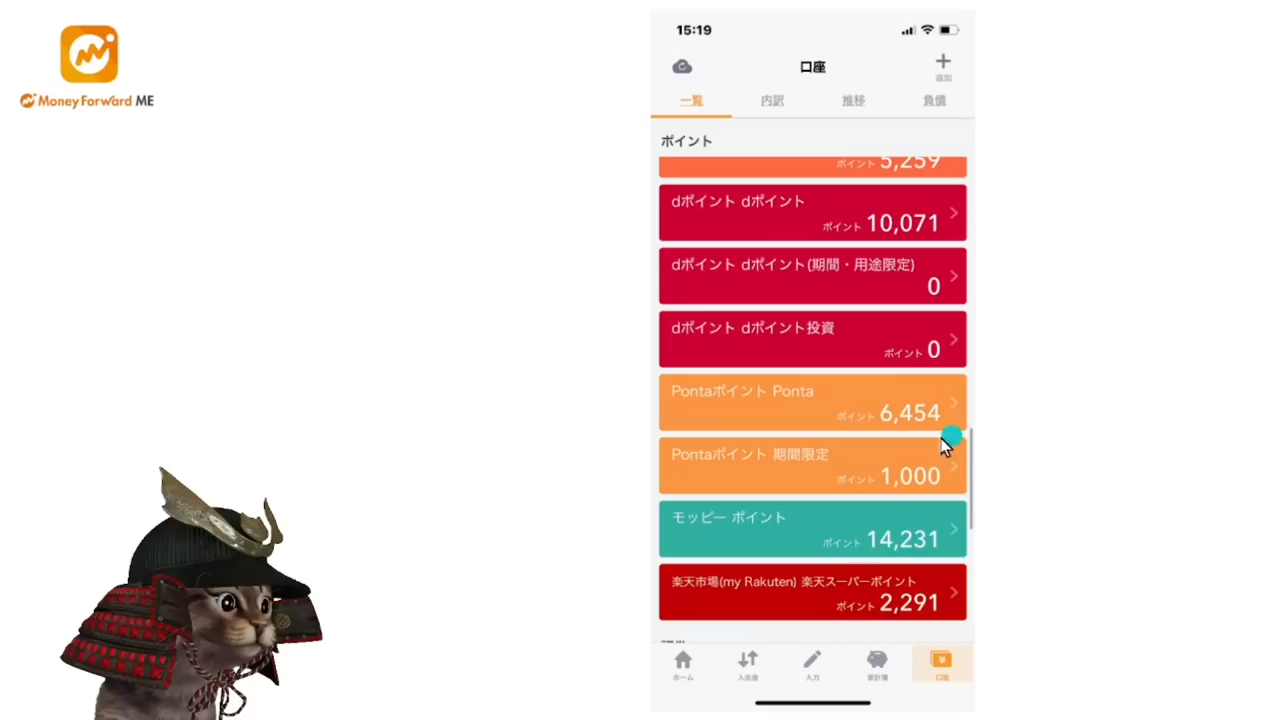 Money Forward ME
15:19
口座
追加
一覧
内訳
推移
負債
ポイント
ポイント 5,259
dポイント dポイント
ポイント 10,071
dポイント dポイント(期間・用途限定)
0
dポイント dポイント投資
ポイント 0
Pontaポイント Ponta
ポイント 6,454
Pontaポイント 期間限定
ポイント 1,000
モッピー ポイント
ポイント 14,231
楽天市場(my Rakuten) 楽天スーパーポイント
ポイント 2,291
ホーム
入出金
入力
家計簿
口座